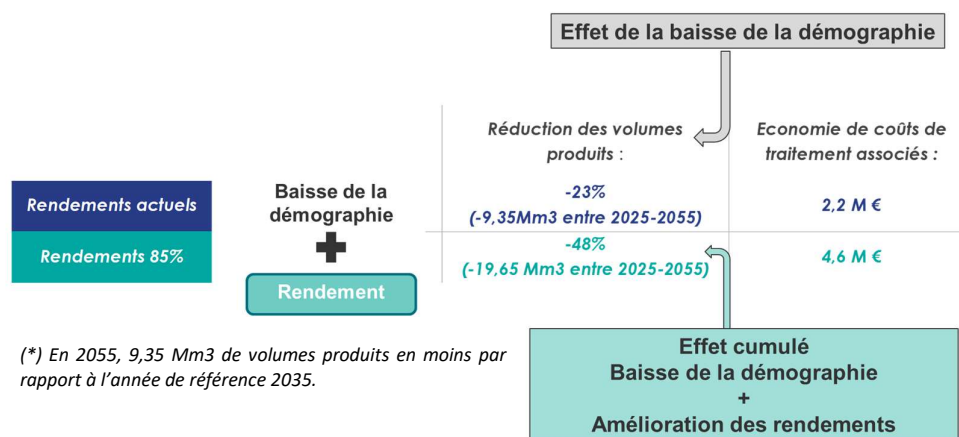 Effet de la baisse de la démographie
Réduction des volumes
produits :
Economie de coûts de
traitement associés :
Rendements actuels
Baisse de la
démographie
-23%
(-9,35Mm3 entre 2025-2055)
2,2 M €
Rendements 85%
Rendement
-48%
(-19,65 Mm3 entre 2025-2055)
4,6 M €
(*) En 2055, 9,35 Mm3 de volumes produits en moins par
rapport à l’année de référence 2035.
Effet cumulé
Baisse de la démographie
+
Amélioration des rendements